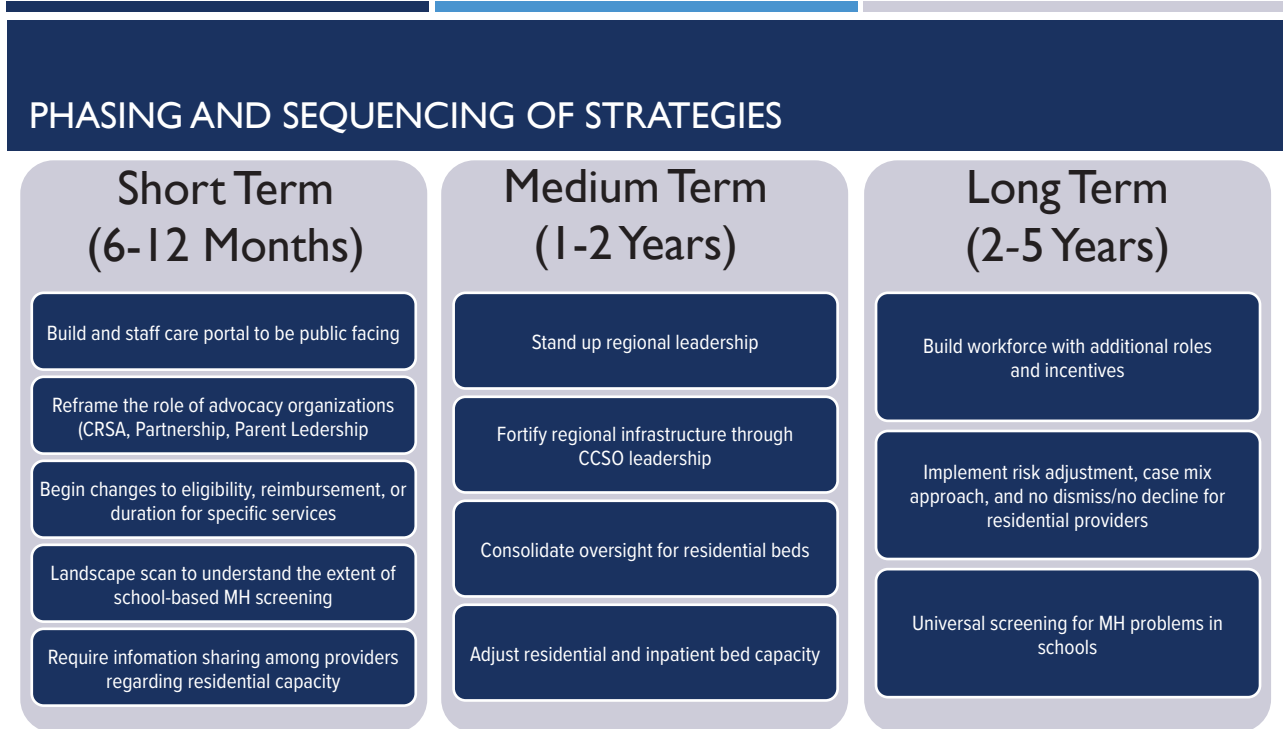 PHASING AND SEQUENCING OF STRATEGIES
Short Term
(6-12 Months)
Build and staff care portal to be public facing
Reframe the role of advocacy organizations
(CRSA, Partnership, Parent Ledership
Begin changes to eligibility, reimbursement, or
duration for specific services
Landscape scan to understand the extent of
school-based MH screening
Require infomation sharing among providers
regarding residential capacity
Medium Term
(1-2 Years)
Stand up regional leadership
Fortify regional infrastructure through
CCSO leadership
Consolidate oversight for residential beds
Adjust residential and inpatient bed capacity
Long Term
(2-5 Years)
Build workforce with additional roles
and incentives
Implement risk adjustment, case mix
approach, and no dismiss/no decline for
residential providers
Universal screening for MH problems in
schools